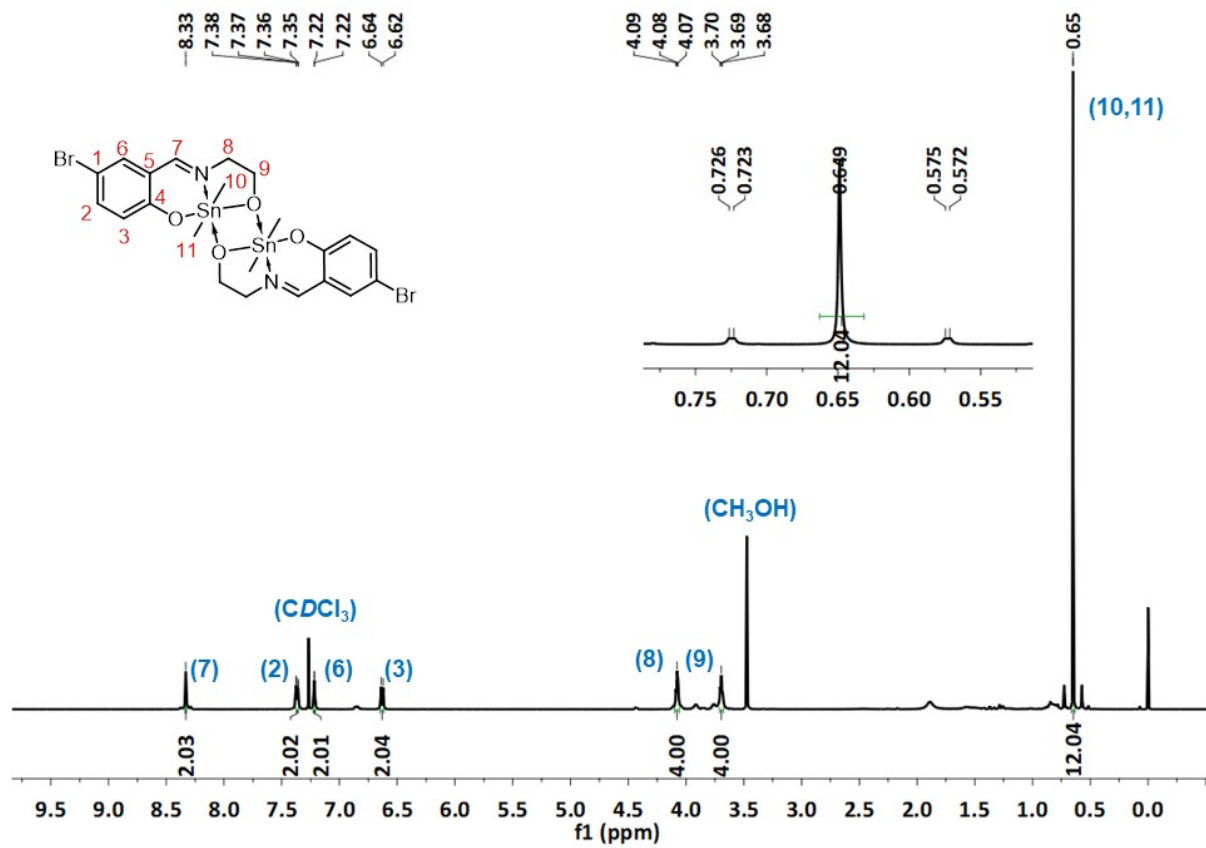 8.33 7.38 7.37 7.36 7.35 7.22 7.22 6.64 6.62 4.09 4.08 4.07 3.70 3.69 3.68 0.65
(10,11)
Br 1 6 5 7 8
N 9
10
2 4 O Sn O
3 11
O Sn O
N Br
0.726 0.723 0.649 0.575 0.572
12.04
0.75 0.70 0.65 0.60 0.55
(CH₃OH)
(CDCl₃)
(7) (2) (6) (3) (8) (9)
2.03 2.02 2.01 2.04 4.00 4.00 12.04
9.5 9.0 8.5 8.0 7.5 7.0 6.5 6.0 5.5 5.0 4.5 4.0 3.5 3.0 2.5 2.0 1.5 1.0 0.5 0.0
f1 (ppm)